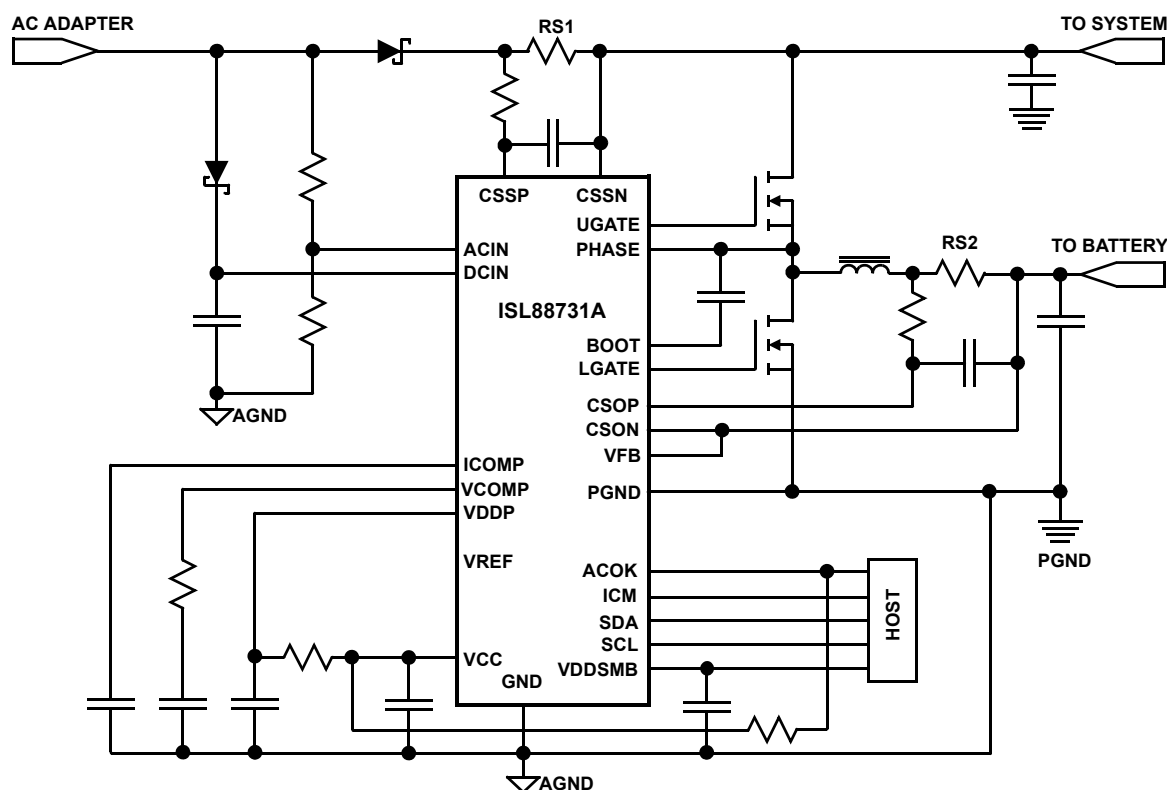 AC ADAPTER
RS1
TO SYSTEM
CSSP
CSSN
UGATE
PHASE
ACIN
DCIN
RS2
TO BATTERY
ISL88731A
BOOT
LGATE
AGND
CSOP
CSON
VFB
ICOMP
VCOMP
PGND
VDDP
VREF
PGND
ACOK
ICM
SDA
SCL
VDDSMB
HOST
VCC
GND
AGND